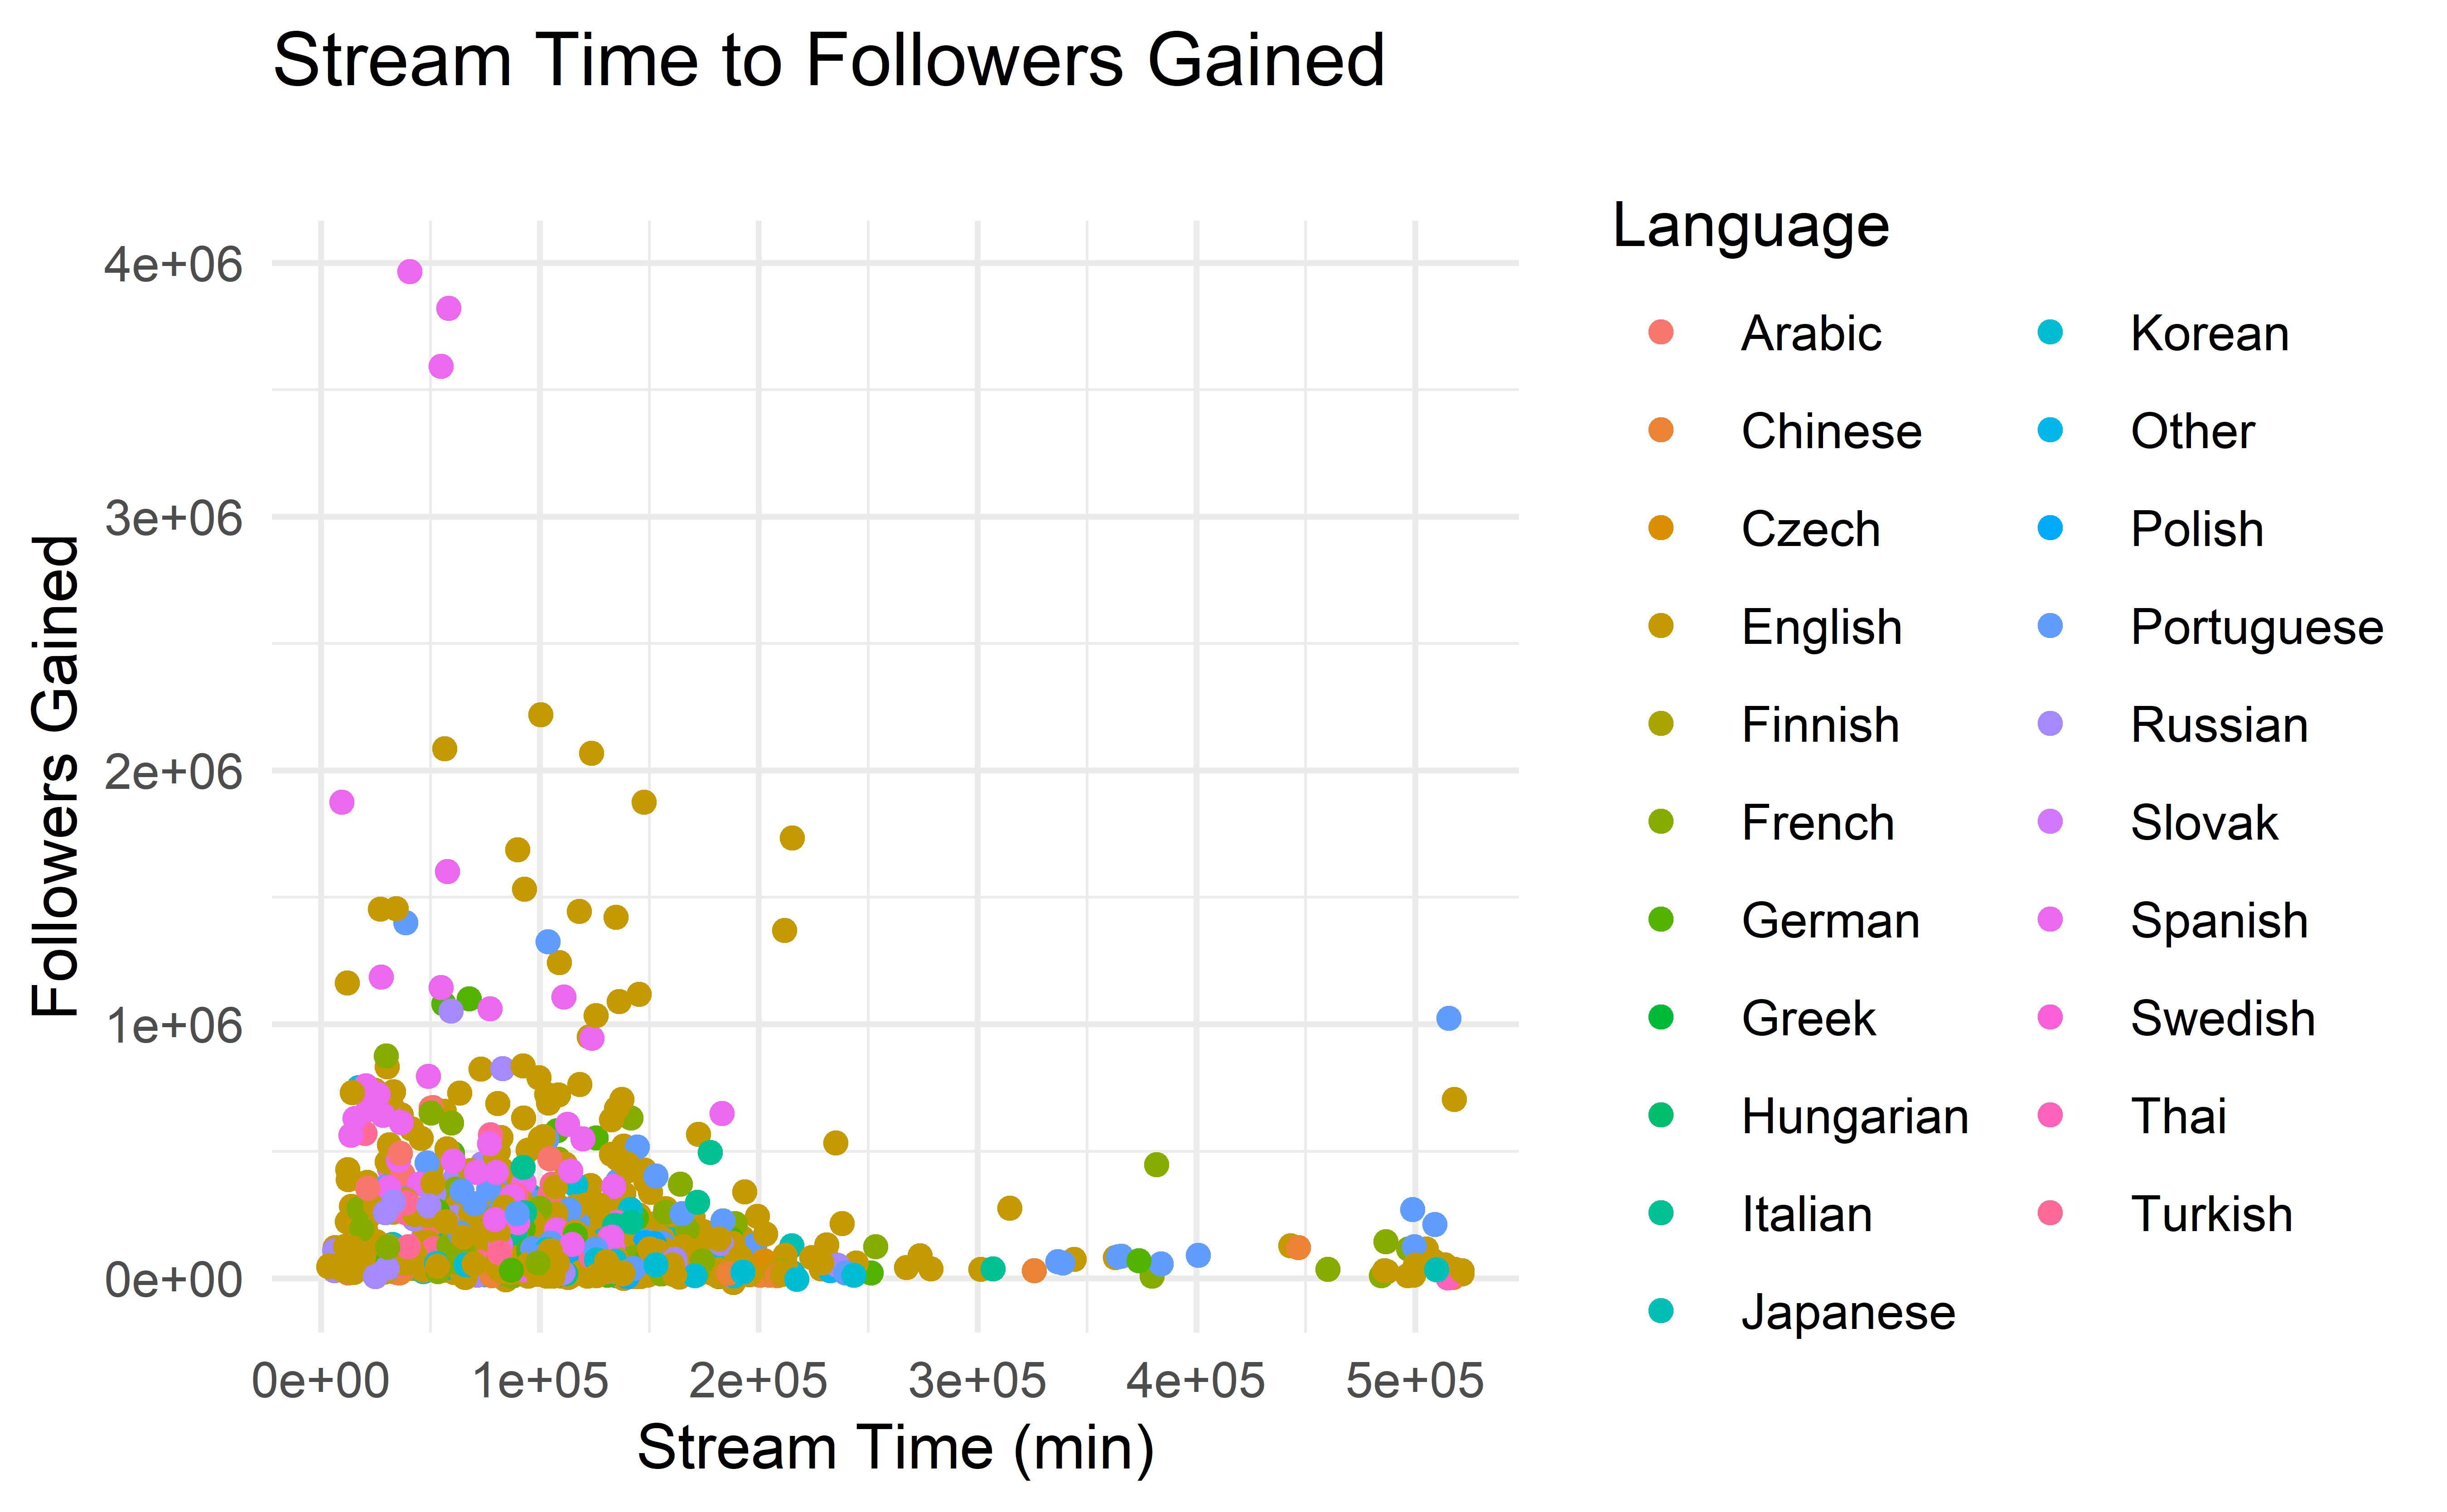 Stream Time to Followers Gained
Followers Gained
4e+06
3e+06
2e+06
1e+06
0e+00
0e+00 1e+05 2e+05 3e+05 4e+05 5e+05
Stream Time (min)
Language
Arabic
Chinese
Czech
English
Finnish
French
German
Greek
Hungarian
Italian
Japanese
Korean
Other
Polish
Portuguese
Russian
Slovak
Spanish
Swedish
Thai
Turkish